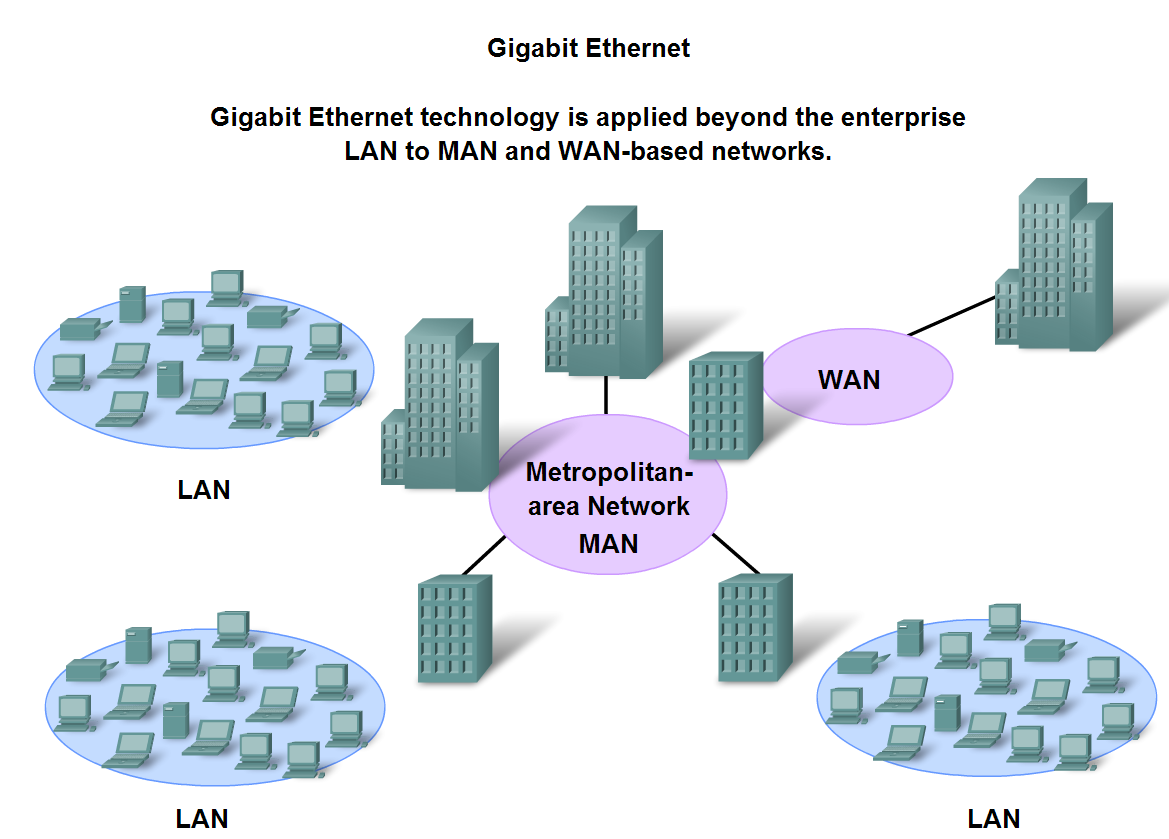 Gigabit Ethernet
Gigabit Ethernet technology is applied beyond the enterprise
LAN to MAN and WAN-based networks.
WAN
LAN
Metropolitan-
area Network
MAN
LAN
LAN